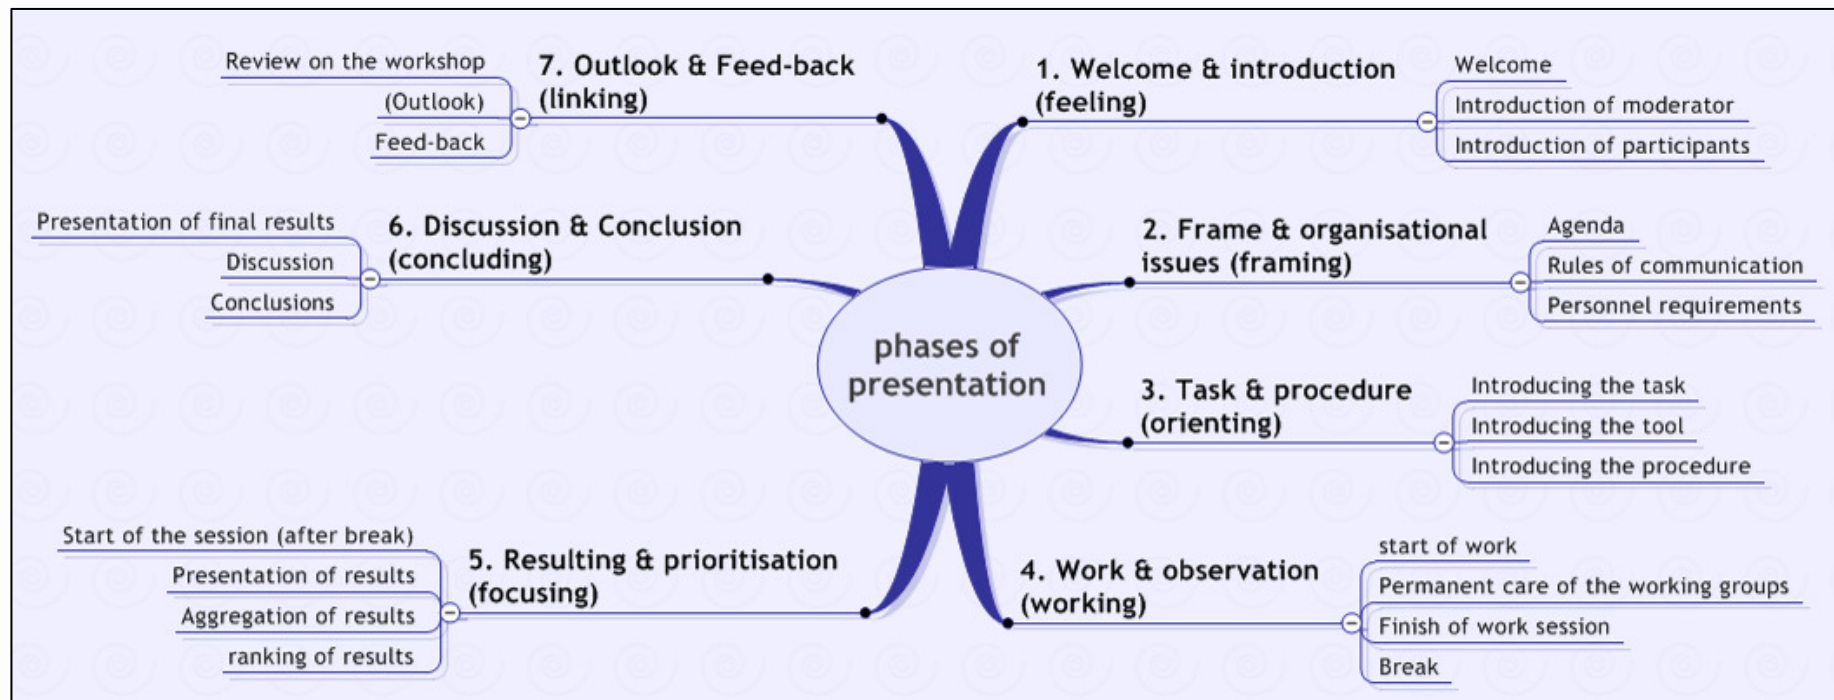 phases of
presentation
1. Welcome & introduction
(feeling)
Welcome
Introduction of moderator
Introduction of participants
2. Frame & organisational
issues (framing)
Agenda
Rules of communication
Personnel requirements
3. Task & procedure
(orienting)
Introducing the task
Introducing the tool
Introducing the procedure
4. Work & observation
(working)
start of work
Permanent care of the working groups
Finish of work session
Break
5. Resulting & prioritisation
(focusing)
Start of the session (after break)
Presentation of results
Aggregation of results
ranking of results
6. Discussion & Conclusion
(concluding)
Presentation of final results
Discussion
Conclusions
7. Outlook & Feed-back
(linking)
Review on the workshop
(Outlook)
Feed-back